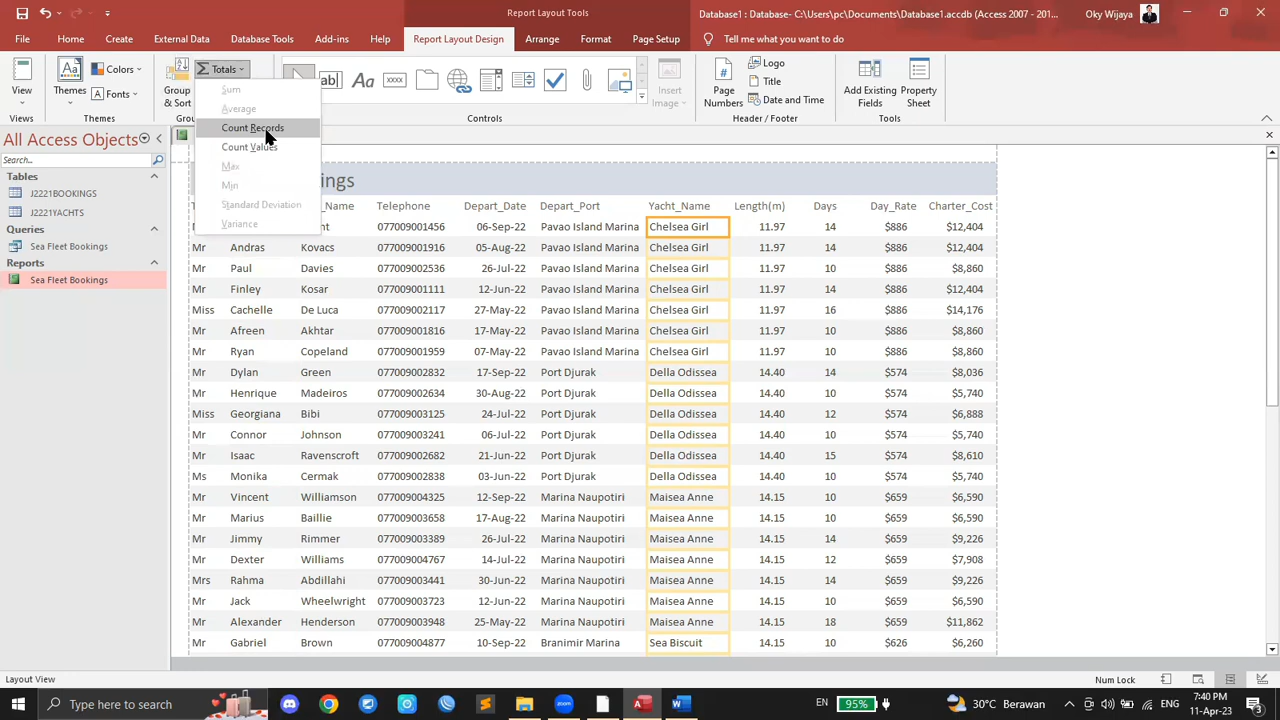 Report Layout Tools
Database1 : Database- C:\Users\pc\Documents\Database1.accdb (Access 2007 - 201...
Oky Wijaya
File Home Create External Data Database Tools Add-ins Help Report Layout Design Arrange Format Page Setup Tell me what you want to do
View
Views
Themes
Colors
Fonts
Group & Sort
Totals
Sum
Average
Count Records
Count Values
Max
Min
Standard Deviation
Variance
ab|
Aa
xxxx
Controls
Insert Image
Page Numbers
Logo
Title
Date and Time
Header / Footer
Add Existing Fields
Property Sheet
Tools
All Access Objects
Search...
Tables
J2221BOOKINGS
J2221YACHTS
Queries
Sea Fleet Bookings
Reports
Sea Fleet Bookings
ings
_Name Telephone Depart_Date Depart_Port Yacht_Name Length(m) Days Day_Rate Charter_Cost
077009001456 06-Sep-22 Pavao Island Marina Chelsea Girl 11.97 14 $886 $12,404
Mr Andras Kovacs 077009001916 05-Aug-22 Pavao Island Marina Chelsea Girl 11.97 14 $886 $12,404
Mr Paul Davies 077009002536 26-Jul-22 Pavao Island Marina Chelsea Girl 11.97 10 $886 $8,860
Mr Finley Kosar 077009001111 12-Jun-22 Pavao Island Marina Chelsea Girl 11.97 14 $886 $12,404
Miss Cachelle De Luca 077009002117 27-May-22 Pavao Island Marina Chelsea Girl 11.97 16 $886 $14,176
Mr Afreen Akhtar 077009001816 17-May-22 Pavao Island Marina Chelsea Girl 11.97 10 $886 $8,860
Mr Ryan Copeland 077009001959 07-May-22 Pavao Island Marina Chelsea Girl 11.97 10 $886 $8,860
Mr Dylan Green 077009002832 17-Sep-22 Port Djurak Della Odissea 14.40 14 $574 $8,036
Mr Henrique Madeiros 077009002634 30-Aug-22 Port Djurak Della Odissea 14.40 10 $574 $5,740
Miss Georgiana Bibi 077009003125 24-Jul-22 Port Djurak Della Odissea 14.40 12 $574 $6,888
Mr Connor Johnson 077009003241 06-Jul-22 Port Djurak Della Odissea 14.40 10 $574 $5,740
Mr Isaac Ravenscroft 077009002682 21-Jun-22 Port Djurak Della Odissea 14.40 15 $574 $8,610
Ms Monika Cermak 077009002838 03-Jun-22 Port Djurak Della Odissea 14.40 10 $574 $5,740
Mr Vincent Williamson 077009004325 12-Sep-22 Marina Naupotiri Maisea Anne 14.15 10 $659 $6,590
Mr Marius Baillie 077009003658 17-Aug-22 Marina Naupotiri Maisea Anne 14.15 10 $659 $6,590
Mr Jimmy Rimmer 077009003389 26-Jul-22 Marina Naupotiri Maisea Anne 14.15 14 $659 $9,226
Mr Dexter Williams 077009004767 14-Jul-22 Marina Naupotiri Maisea Anne 14.15 12 $659 $7,908
Mrs Rahma Abdillahi 077009003441 30-Jun-22 Marina Naupotiri Maisea Anne 14.15 14 $659 $9,226
Mr Jack Wheelwright 077009003723 12-Jun-22 Marina Naupotiri Maisea Anne 14.15 10 $659 $6,590
Mr Alexander Henderson 077009003948 25-May-22 Marina Naupotiri Maisea Anne 14.15 18 $659 $11,862
Mr Gabriel Brown 077009004877 10-Sep-22 Branimir Marina Sea Biscuit 14.15 10 $626 $6,260
Layout View
Num Lock
Type here to search
zoom
EN
95%
30°C Berawan
ENG
7:40 PM
11-Apr-23